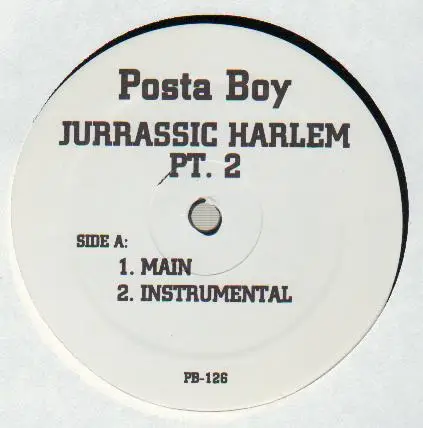 Posta Boy
JURRASSIC HARLEM
PT. 2
SIDE A:
1. MAIN
2. INSTRUMENTAL
PB-126